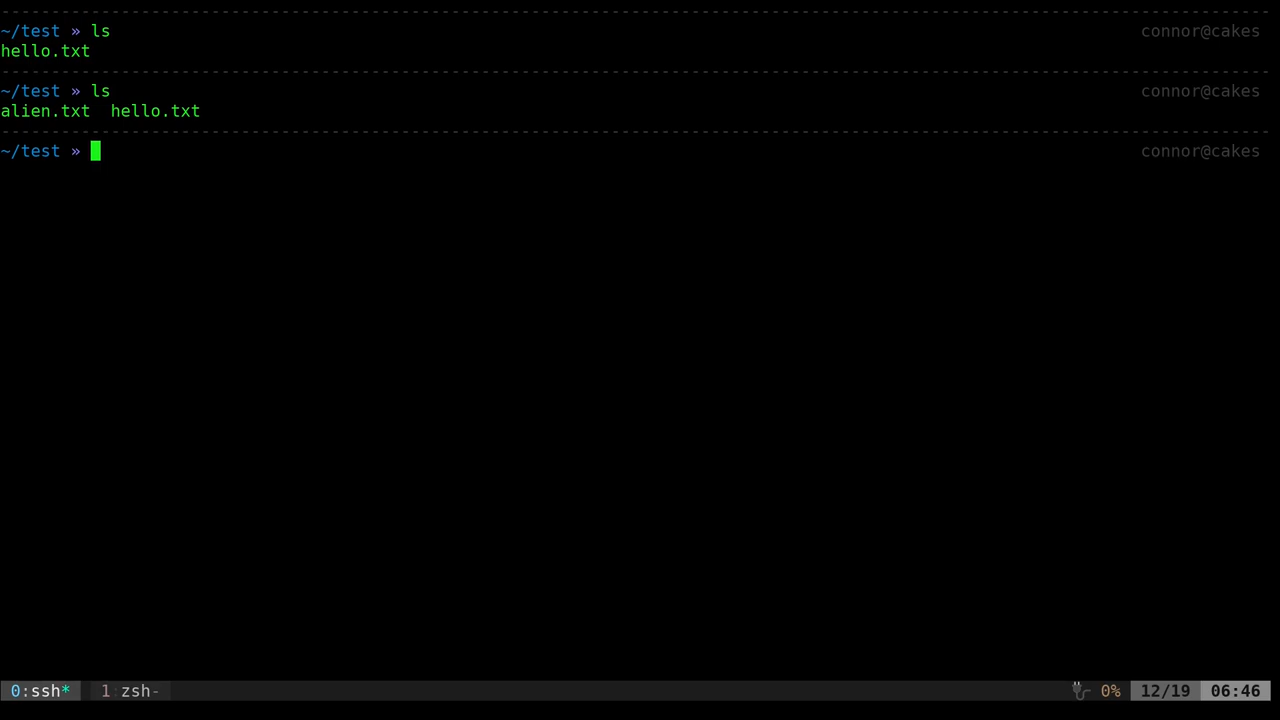 ~/test » ls connor@cakes
hello.txt
~/test » ls connor@cakes
alien.txt  hello.txt
~/test » connor@cakes
0:ssh* 1:zsh- 0% 12/19 06:46